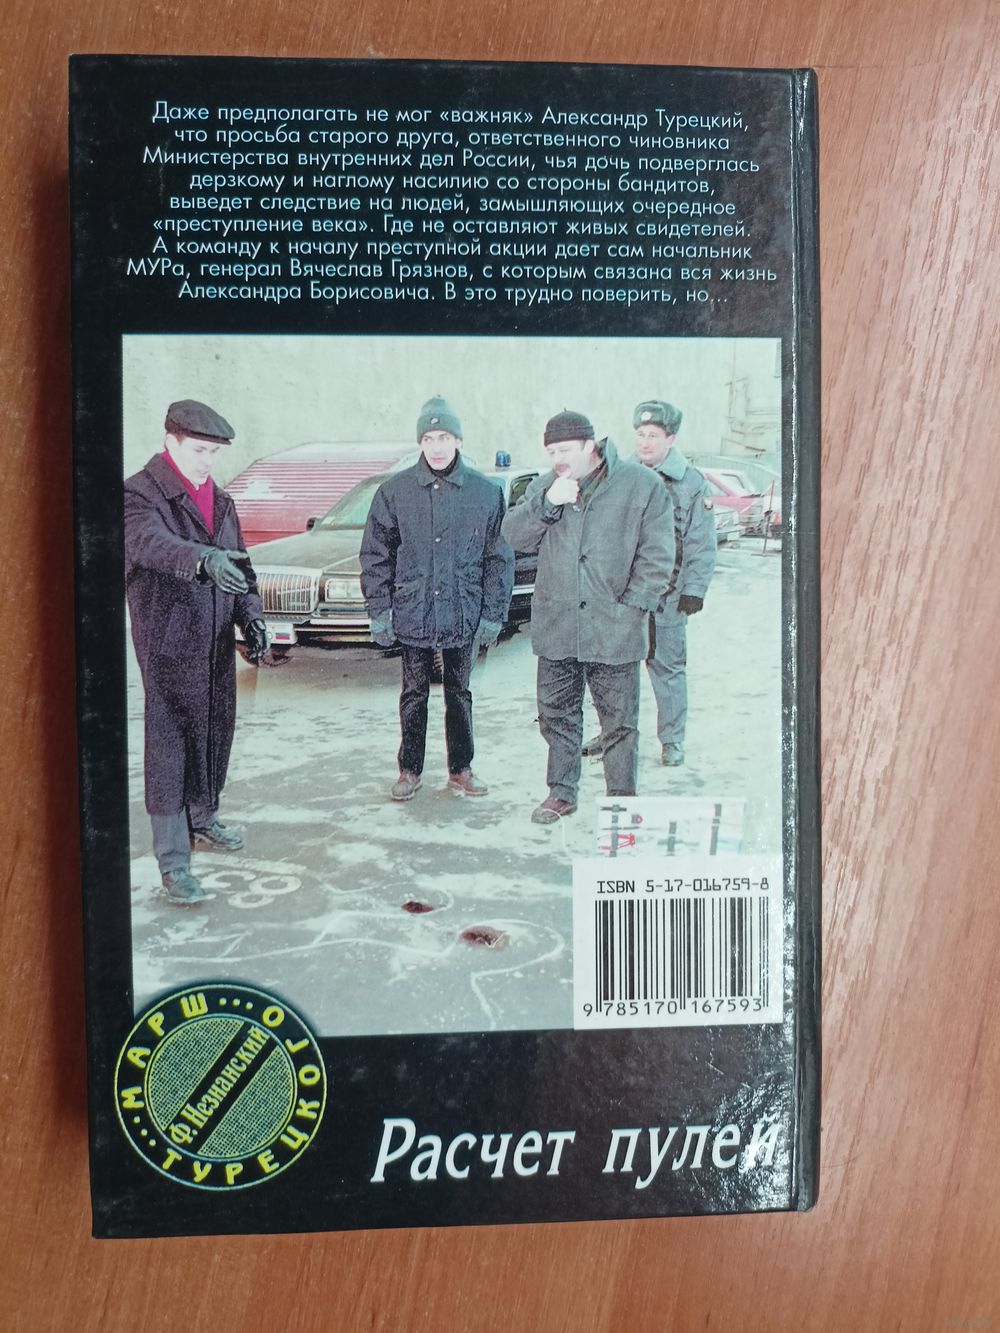 Даже предполагать не мог «важняк» Александр Турецкий,
что просьба старого друга, ответственного чиновника
Министерства внутренних дел России, чья дочь подверглась
дерзкому и наглому насилию со стороны бандитов,
выведет следствие на людей, замышляющих очередное
«преступление века». Где не оставляют живых свидетелей.
А команду к началу преступной акции дает сам начальник
МУРа, генерал Вячеслав Грязнов, с которым связана вся жизнь
Александра Борисовича. В это трудно поверить, но...
ISBN 5-17-016759-8
9 785170 167593
МАРШ...
ТУРЕЦКОГО...
Ф. Незнанский
Расчет пулей